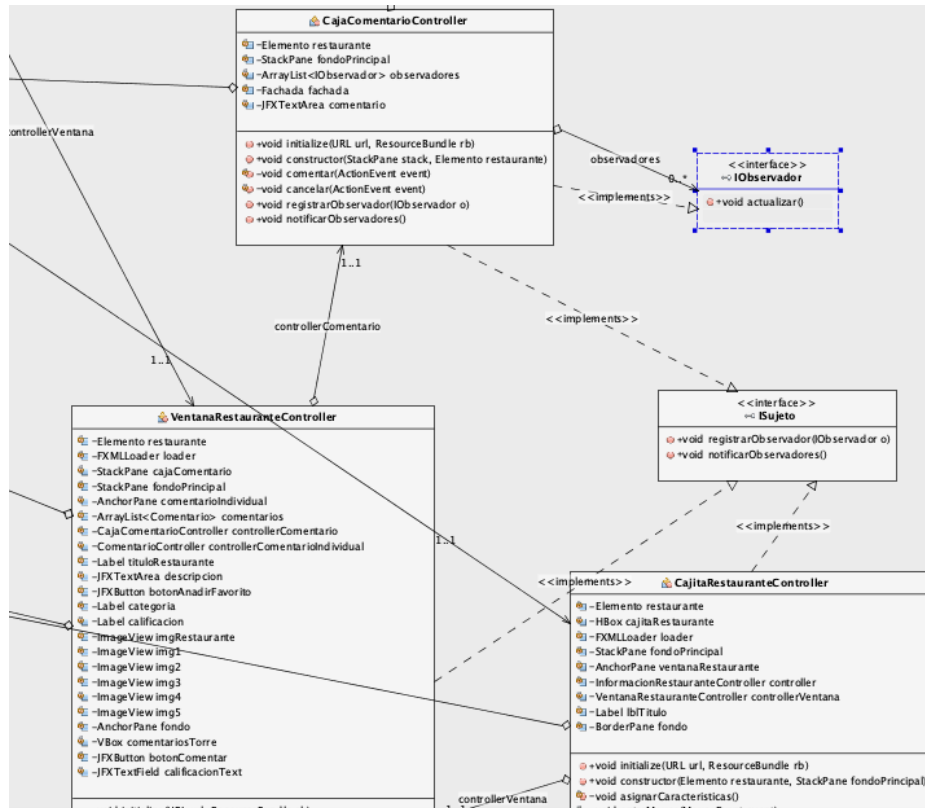 CajaComentarioController
-Elemento restaurante
-StackPane fondoPrincipal
-ArrayList<IObservador> observadores
-Fachada fachada
-JFXTextArea comentario
+void initialize(URL url, ResourceBundle rb)
+void constructor(StackPane stack, Elemento restaurante)
-void comentar(ActionEvent event)
-void cancelar(ActionEvent event)
+void registrarObservador(IObservador o)
+void notificarObservadores()
controllerVentana
observadores
0..*
<<implements>>
<<interface>>
IObservador
+void actualizar()
1..1
controllerComentario
<<implements>>
1..1
<<interface>>
ISujeto
+void registrarObservador(IObservador o)
+void notificarObservadores()
VentanaRestauranteController
-Elemento restaurante
-FXMLLoader loader
-StackPane cajaComentario
-StackPane fondoPrincipal
-AnchorPane comentarioIndividual
-ArrayList<Comentario> comentarios
-CajaComentarioController controllerComentario
-ComentarioController controllerComentarioIndividual
-Label tituloRestaurante
-JFXTextArea descripcion
-JFXButton botonAnadirFavorito
-Label categoria
-Label calificacion
-ImageView imgRestaurante
-ImageView img1
-ImageView img2
-ImageView img3
-ImageView img4
-ImageView img5
-AnchorPane fondo
-VBox comentariosTorre
-JFXButton botonComentar
-JFXTextField calificacionText
1..1
<<implements>>
<<implements>>
CajitaRestauranteController
-Elemento restaurante
-HBox cajitaRestaurante
-FXMLLoader loader
-StackPane fondoPrincipal
-AnchorPane ventanaRestaurante
-InformacionRestauranteController controller
-VentanaRestauranteController controllerVentana
-Label lblTitulo
-BorderPane fondo
+void initialize(URL url, ResourceBundle rb)
+void constructor(Elemento restaurante, StackPane fondoPrincipal)
-void asignarCaracteristicas()
controllerVentana